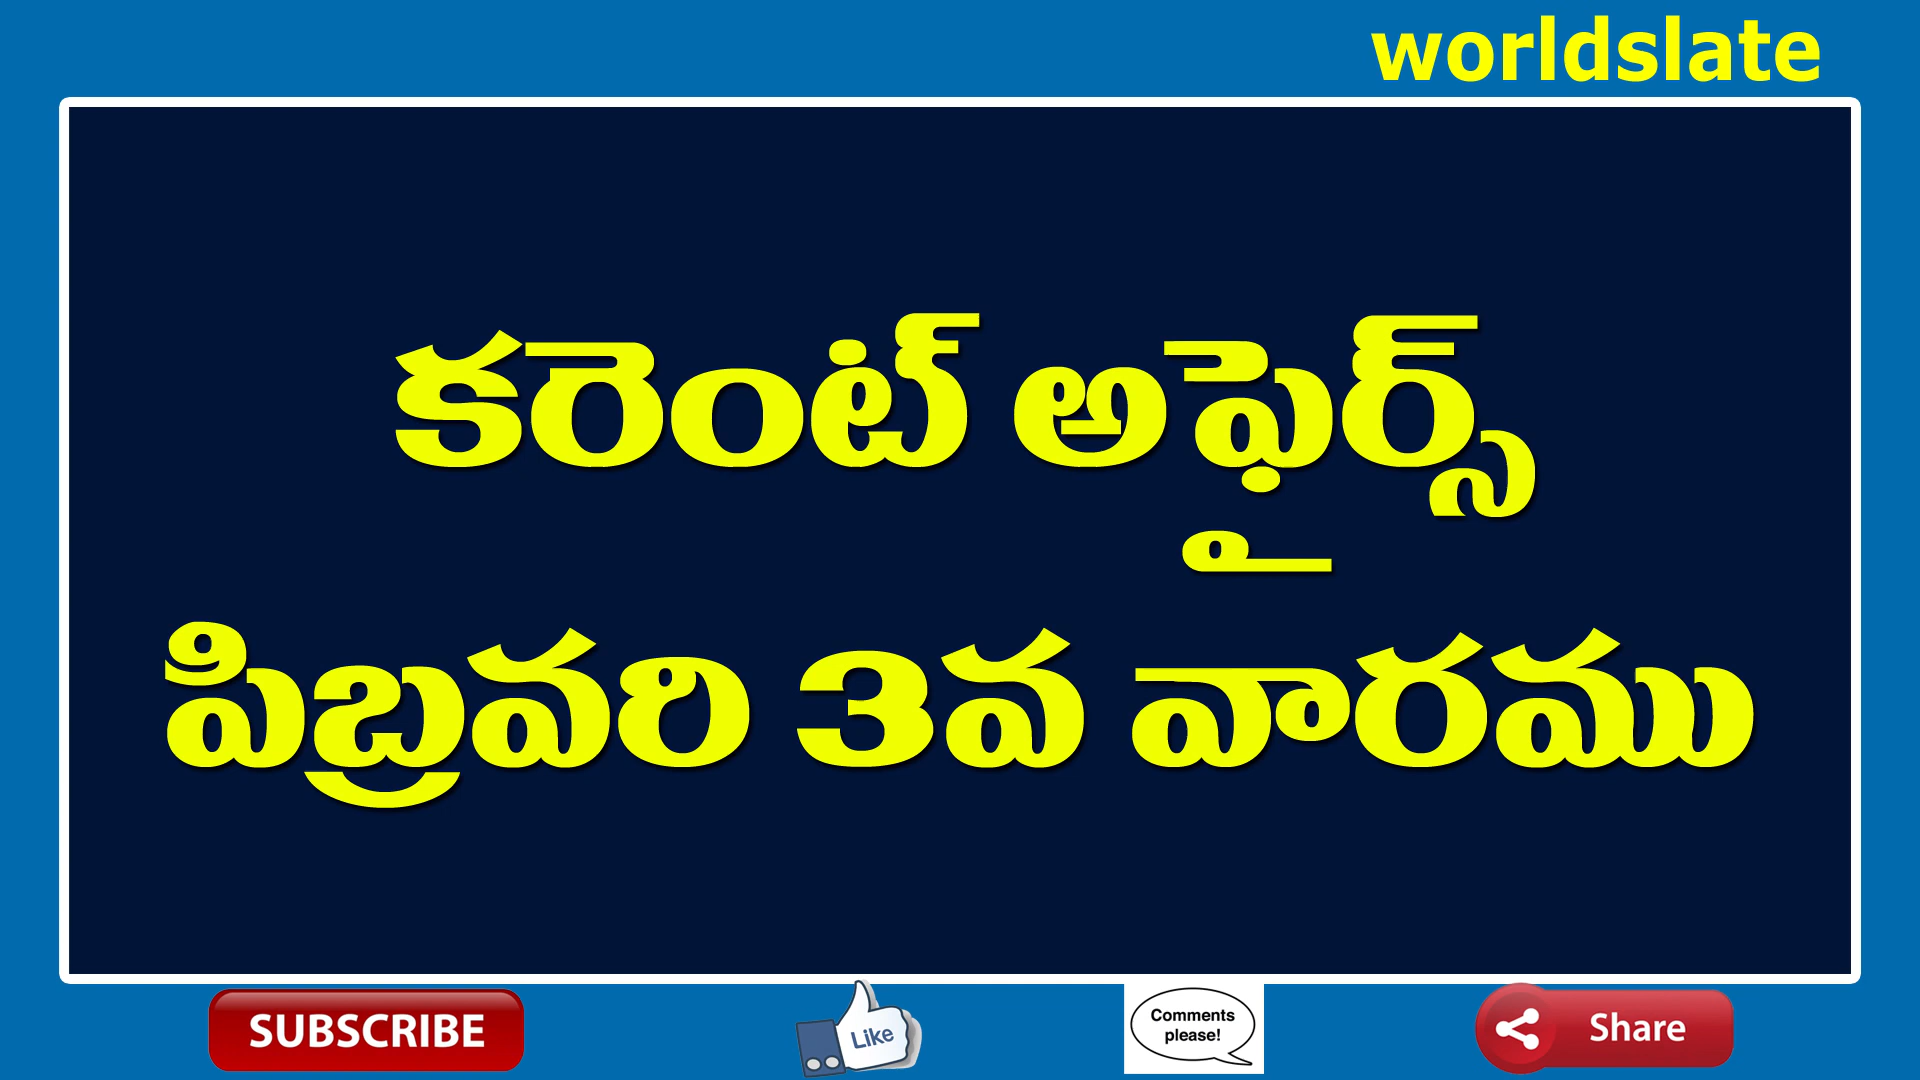 worldslate
కరెంట్ అఫైర్స్
పిబ్రవరి 3వ వారము
SUBSCRIBE
Like
Comments
please!
Share